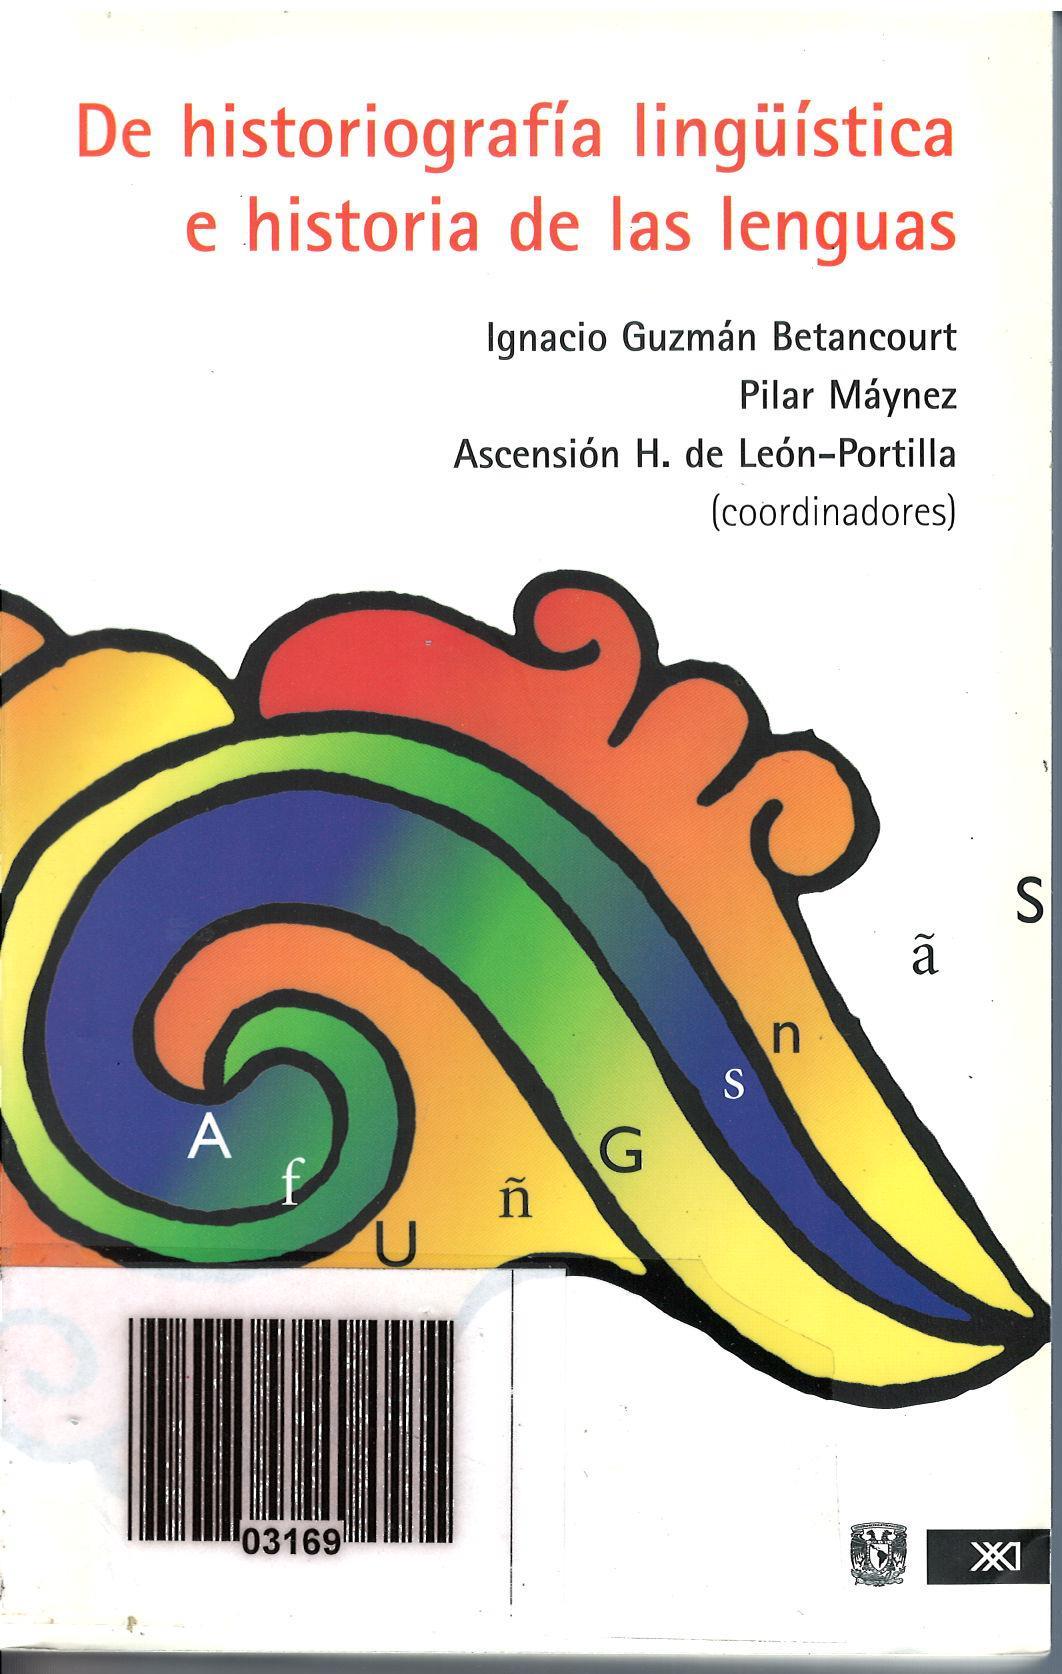 De historiografía lingüística
e historia de las lenguas
Ignacio Guzmán Betancourt
Pilar Máynez
Ascensión H. de León-Portilla
(coordinadores)
S
ã
n
s
A
G
f
ñ
U
03169
XXI